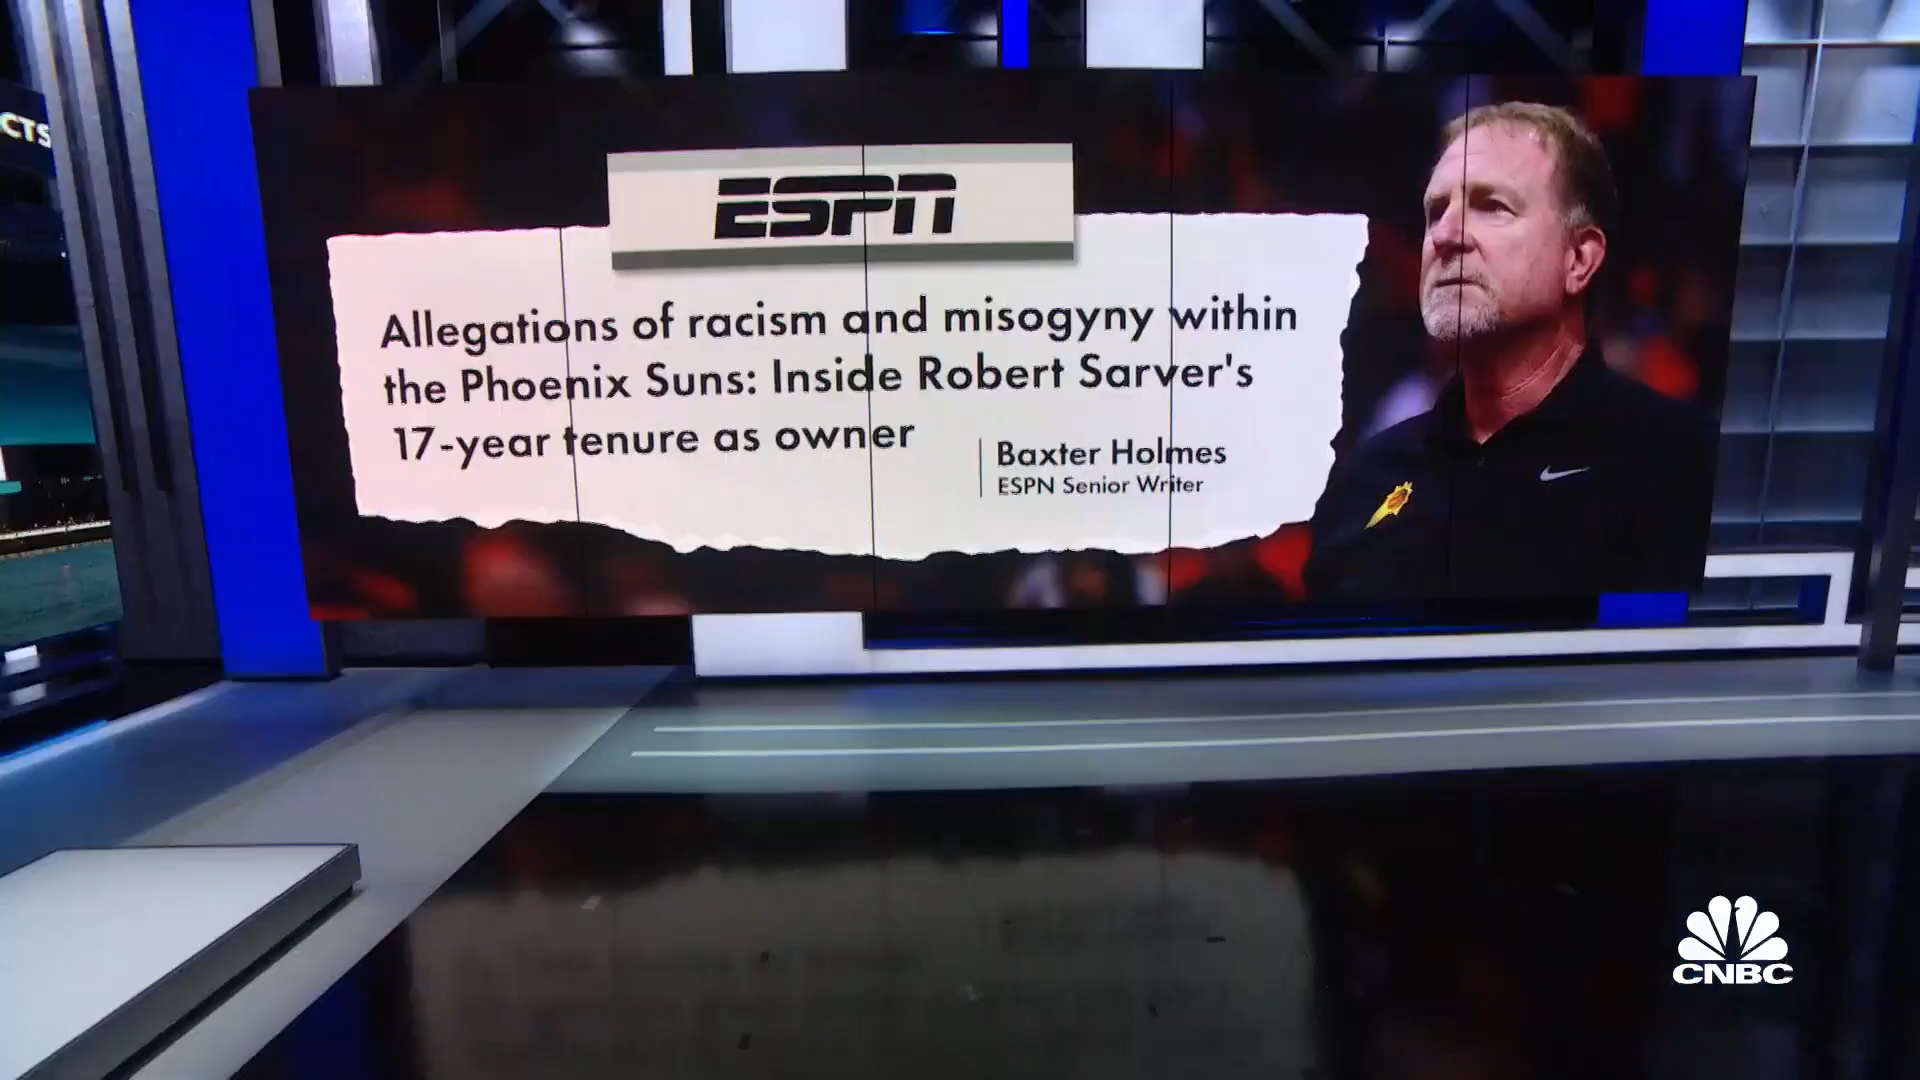 CTS
ESPN
Allegations of racism and misogyny within
the Phoenix Suns: Inside Robert Sarver's
17-year tenure as owner
Baxter Holmes
ESPN Senior Writer
CNBC